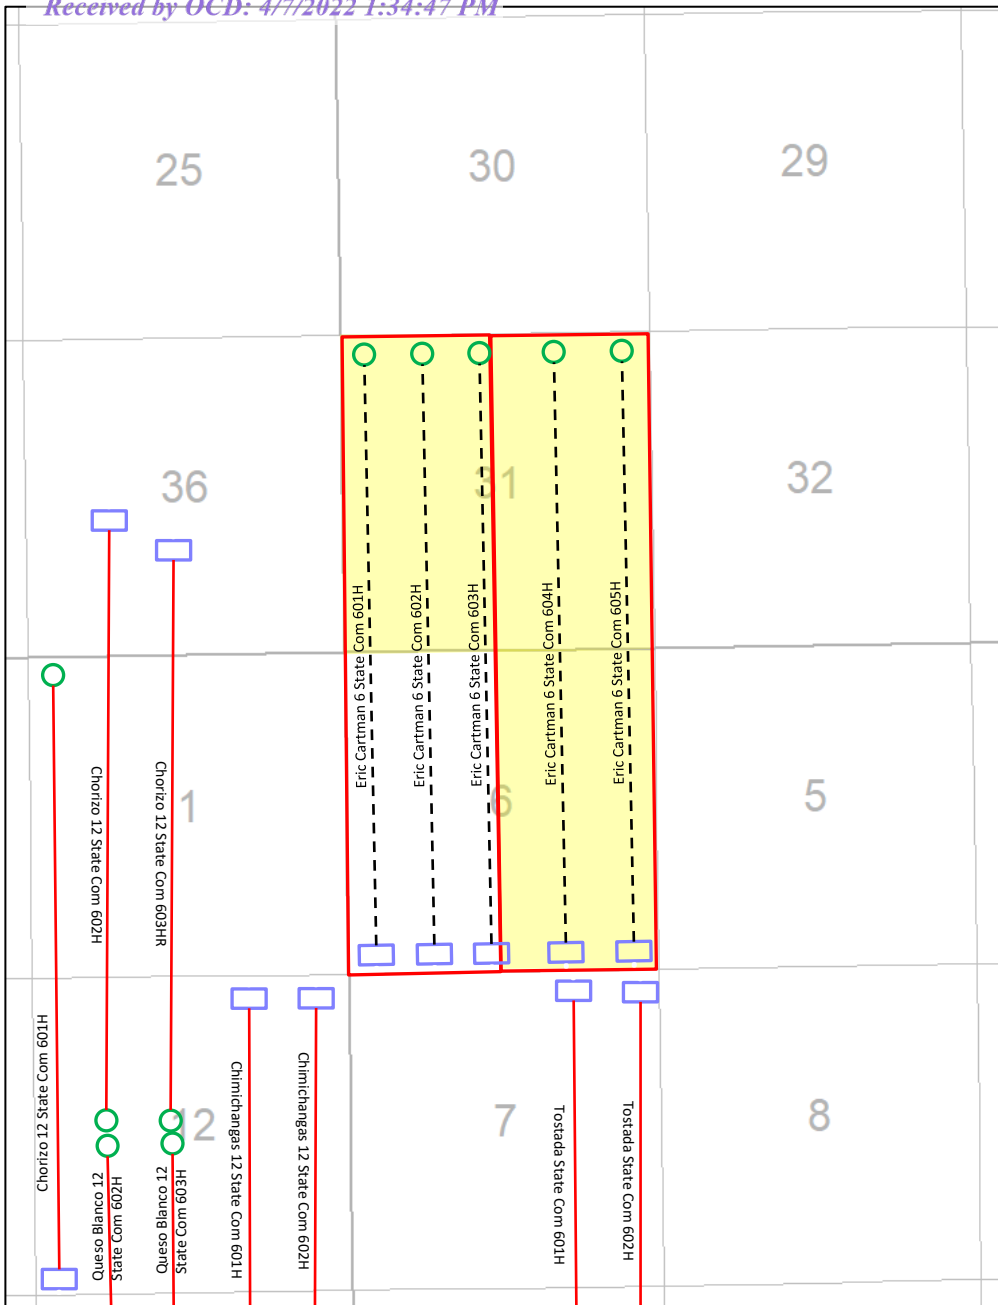 Received by OCD: 4/7/2022 1:34:47 PM
25
30
29
36
31
32
Eric Cartman 6 State Com 601H
Eric Cartman 6 State Com 602H
Eric Cartman 6 State Com 603H
Eric Cartman 6 State Com 604H
Eric Cartman 6 State Com 605H
Chorizo 12 State Com 602H
Chorizo 12 State Com 603HR
1
6
5
Chorizo 12 State Com 601H
12
7
8
Queso Blanco 12
State Com 602H
Queso Blanco 12
State Com 603H
Chimichangas 12 State Com 601H
Chimichangas 12 State Com 602H
Tostada State Com 601H
Tostada State Com 602H